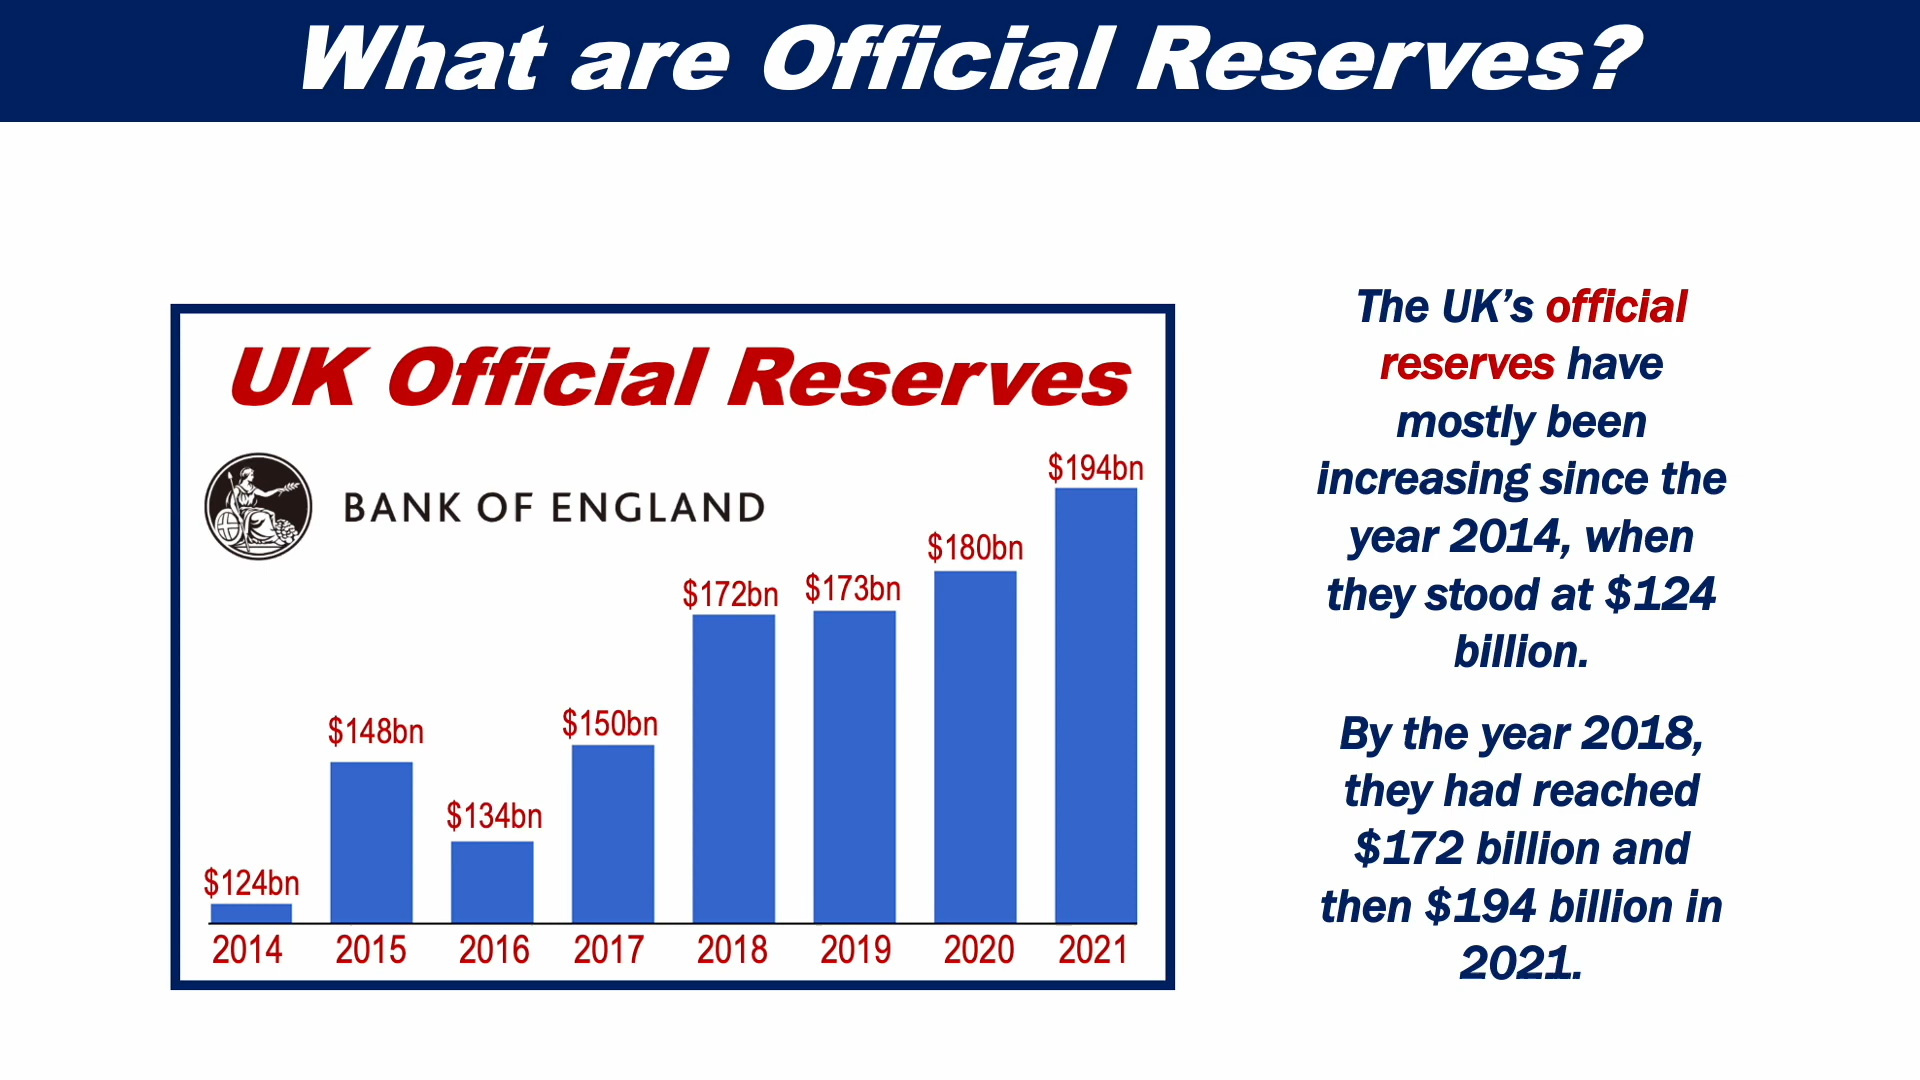 What are Official Reserves?
UK Official Reserves
BANK OF ENGLAND
$124bn
$148bn
$134bn
$150bn
$172bn
$173bn
$180bn
$194bn
2014 2015 2016 2017 2018 2019 2020 2021
The UK’s official
reserves have
mostly been
increasing since the
year 2014, when
they stood at $124
billion.
By the year 2018,
they had reached
$172 billion and
then $194 billion in
2021.